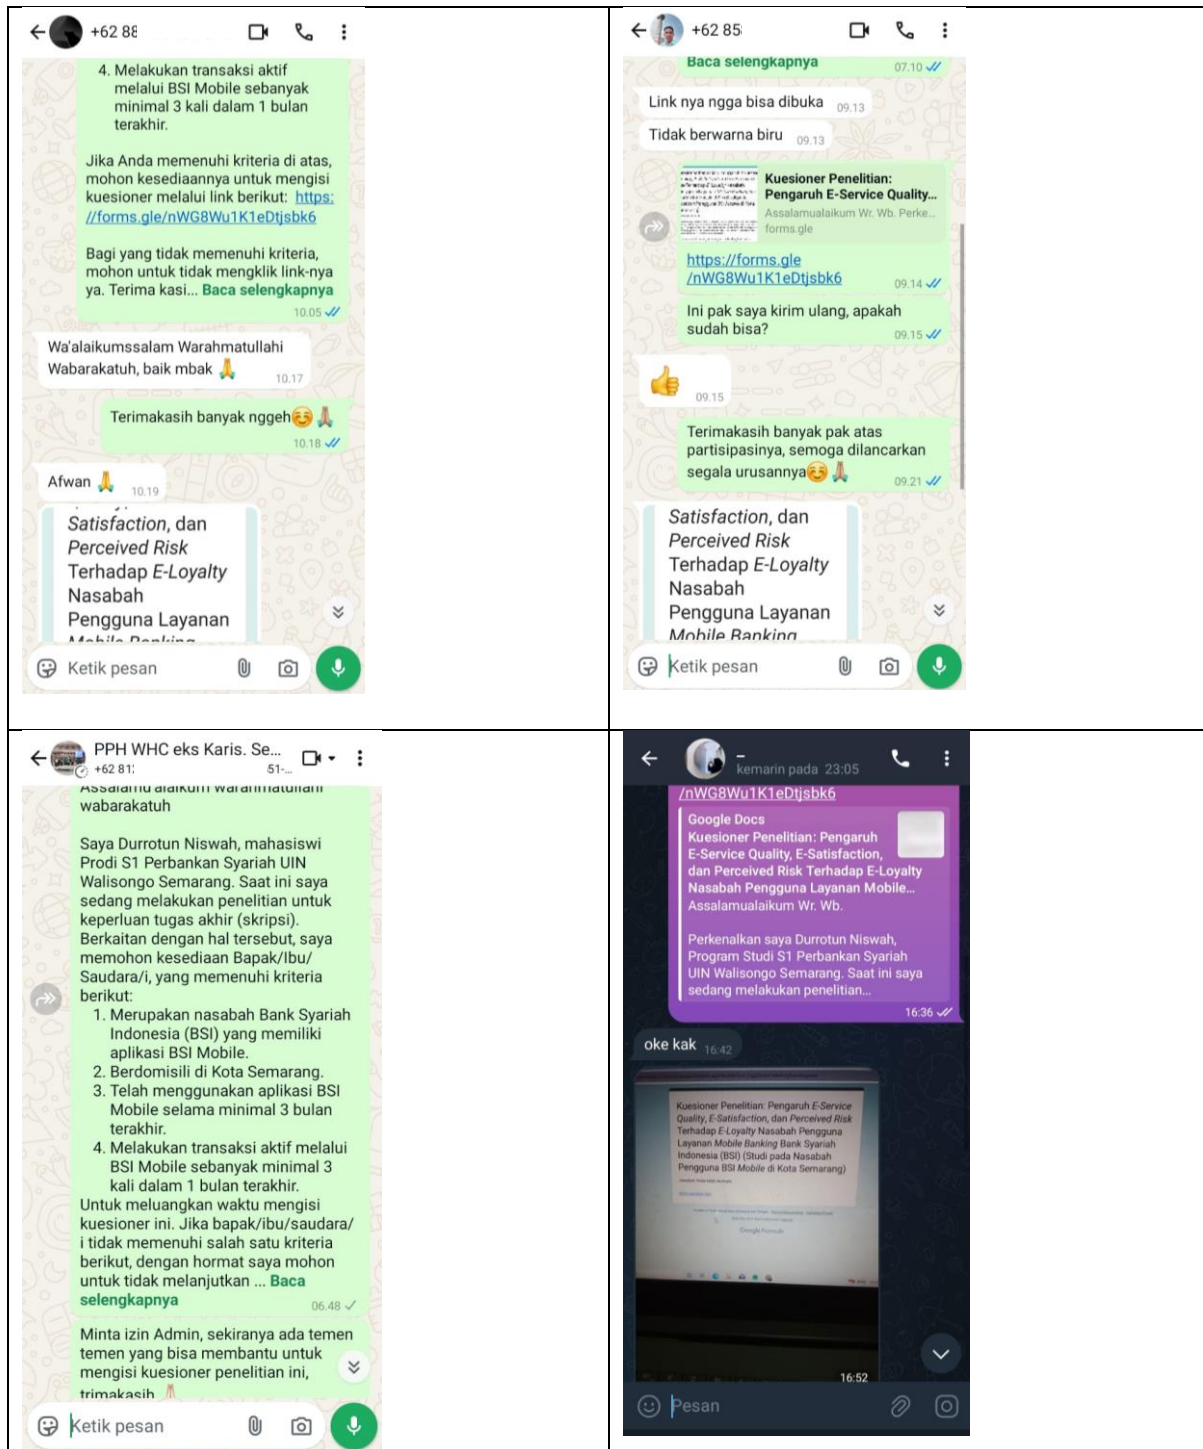 +62 88
4. Melakukan transaksi aktif
melalui BSI Mobile sebanyak
minimal 3 kali dalam 1 bulan
terakhir.
Jika Anda memenuhi kriteria di atas,
mohon kesediaannya untuk mengisi
kuesioner melalui link berikut: https:
//forms.gle/nWG8Wu1K1eDtjsbk6
Bagi yang tidak memenuhi kriteria,
mohon untuk tidak mengklik link-nya
ya. Terima kasi... Baca selengkapnya
10.05
Wa'alaikumssalam Warahmatullahi
Wabarakatuh, baik mbak 🙏
10.17
Terimakasih banyak nggeh☺️🙏
10.18
Afwan 🙏 10.19
Satisfaction, dan
Perceived Risk
Terhadap E-Loyalty
Nasabah
Pengguna Layanan
Mobile Banking
Ketik pesan
+62 85
Baca selengkapnya 07.10
Link nya ngga bisa dibuka 09.13
Tidak berwarna biru 09.13
Kuesioner Penelitian:
Pengaruh E-Service Quality...
Assalamualaikum Wr. Wb. Perke...
forms.gle
https://forms.gle
/nWG8Wu1K1eDtjsbk6 09.14
Ini pak saya kirim ulang, apakah
sudah bisa? 09.15
👍 09.15
Terimakasih banyak pak atas
partisipasinya, semoga dilancarkan
segala urusannya☺️🙏 09.21
Satisfaction, dan
Perceived Risk
Terhadap E-Loyalty
Nasabah
Pengguna Layanan
Mobile Banking
Ketik pesan
PPH WHC eks Karis. Se...
+62 81 51-...
Assalamu'alaikum warahmatullahi
wabarakatuh
Saya Durrotun Niswah, mahasiswi
Prodi S1 Perbankan Syariah UIN
Walisongo Semarang. Saat ini saya
sedang melakukan penelitian untuk
keperluan tugas akhir (skripsi).
Berkaitan dengan hal tersebut, saya
memohon kesediaan Bapak/Ibu/
Saudara/i, yang memenuhi kriteria
berikut:
1. Merupakan nasabah Bank Syariah
Indonesia (BSI) yang memiliki
aplikasi BSI Mobile.
2. Berdomisili di Kota Semarang.
3. Telah menggunakan aplikasi BSI
Mobile selama minimal 3 bulan
terakhir.
4. Melakukan transaksi aktif melalui
BSI Mobile sebanyak minimal 3
kali dalam 1 bulan terakhir.
Untuk meluangkan waktu mengisi
kuesioner ini. Jika bapak/ibu/saudara/
i tidak memenuhi salah satu kriteria
berikut, dengan hormat saya mohon
untuk tidak melanjutkan ... Baca
selengkapnya 06.48
Minta izin Admin, sekiranya ada temen
temen yang bisa membantu untuk
mengisi kuesioner penelitian ini,
trimakasih 🙏
Ketik pesan
–
kemarin pada 23:05
/nWG8Wu1K1eDtjsbk6
Google Docs
Kuesioner Penelitian: Pengaruh
E-Service Quality, E-Satisfaction,
dan Perceived Risk Terhadap E-Loyalty
Nasabah Pengguna Layanan Mobile...
Assalamualaikum Wr. Wb.
Perkenalkan saya Durrotun Niswah,
Program Studi S1 Perbankan Syariah
UIN Walisongo Semarang. Saat ini saya
sedang melakukan penelitian...
16:36
oke kak 16:42
Kuesioner Penelitian: Pengaruh E-Service
Quality, E-Satisfaction, dan Perceived Risk
Terhadap E-Loyalty Nasabah Pengguna
Layanan Mobile Banking Bank Syariah
Indonesia (BSI) (Studi pada Nasabah
Pengguna BSI Mobile di Kota Semarang)
Google Formulir
16:52
Pesan